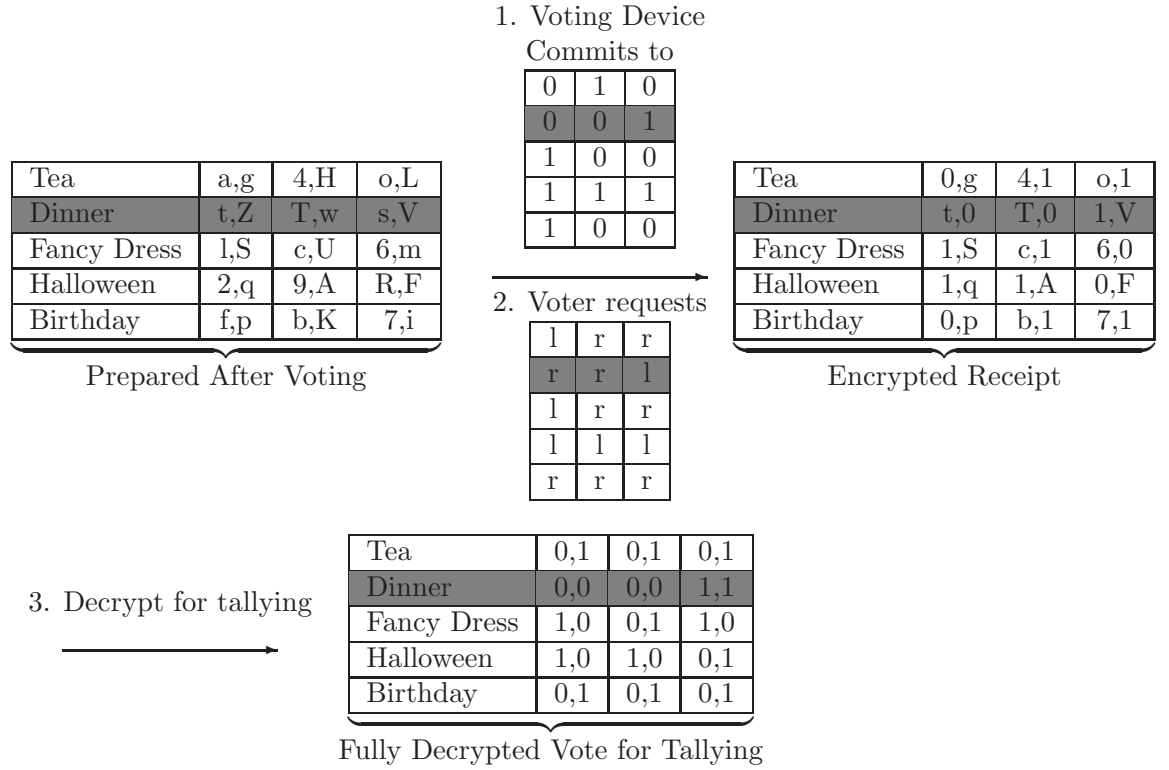 1. Voting Device
Commits to
0 1 0
0 0 1
1 0 0
1 1 1
1 0 0
Tea a,g 4,H o,L
Dinner t,Z T,w s,V
Fancy Dress l,S c,U 6,m
Halloween 2,q 9,A R,F
Birthday f,p b,K 7,i
Prepared After Voting
2. Voter requests
l r r
r r l
l r r
l l l
r r r
Tea 0,g 4,1 o,1
Dinner t,0 T,0 1,V
Fancy Dress 1,S c,1 6,0
Halloween 1,q 1,A 0,F
Birthday 0,p b,1 7,1
Encrypted Receipt
3. Decrypt for tallying
Tea 0,1 0,1 0,1
Dinner 0,0 0,0 1,1
Fancy Dress 1,0 0,1 1,0
Halloween 1,0 1,0 0,1
Birthday 0,1 0,1 0,1
Fully Decrypted Vote for Tallying